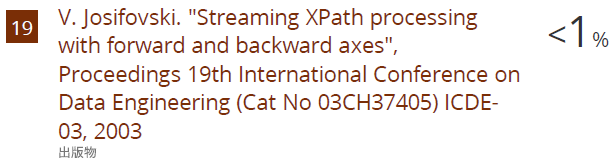 19
V. Josifovski. "Streaming XPath processing
with forward and backward axes",
Proceedings 19th International Conference on
Data Engineering (Cat No 03CH37405) ICDE-
03, 2003
出版物
<1%